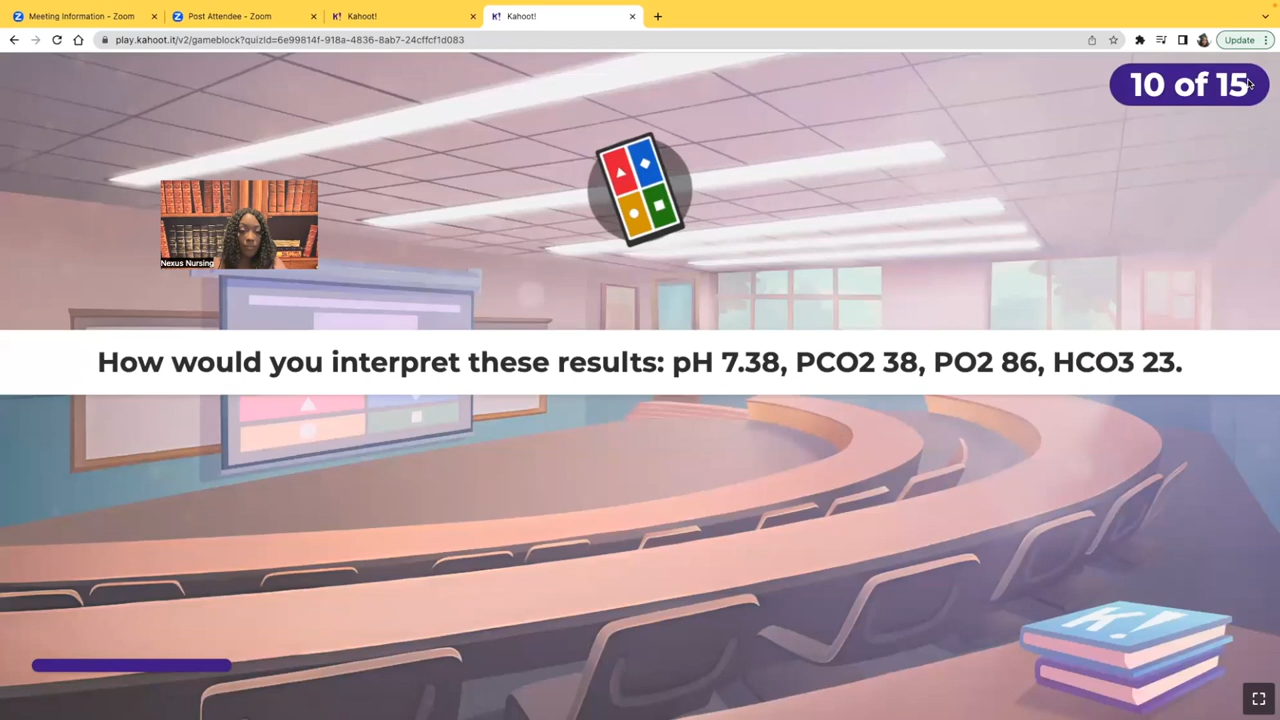 Meeting Information - Zoom
Post Attendee - Zoom
Kahoot!
Kahoot!
play.kahoot.it/v2/gameblock?quizId=6e99814f-918a-4836-8ab7-24cffcf1d083
Update
10 of 15
Nexus Nursing
How would you interpret these results: pH 7.38, PCO2 38, PO2 86, HCO3 23.
K!